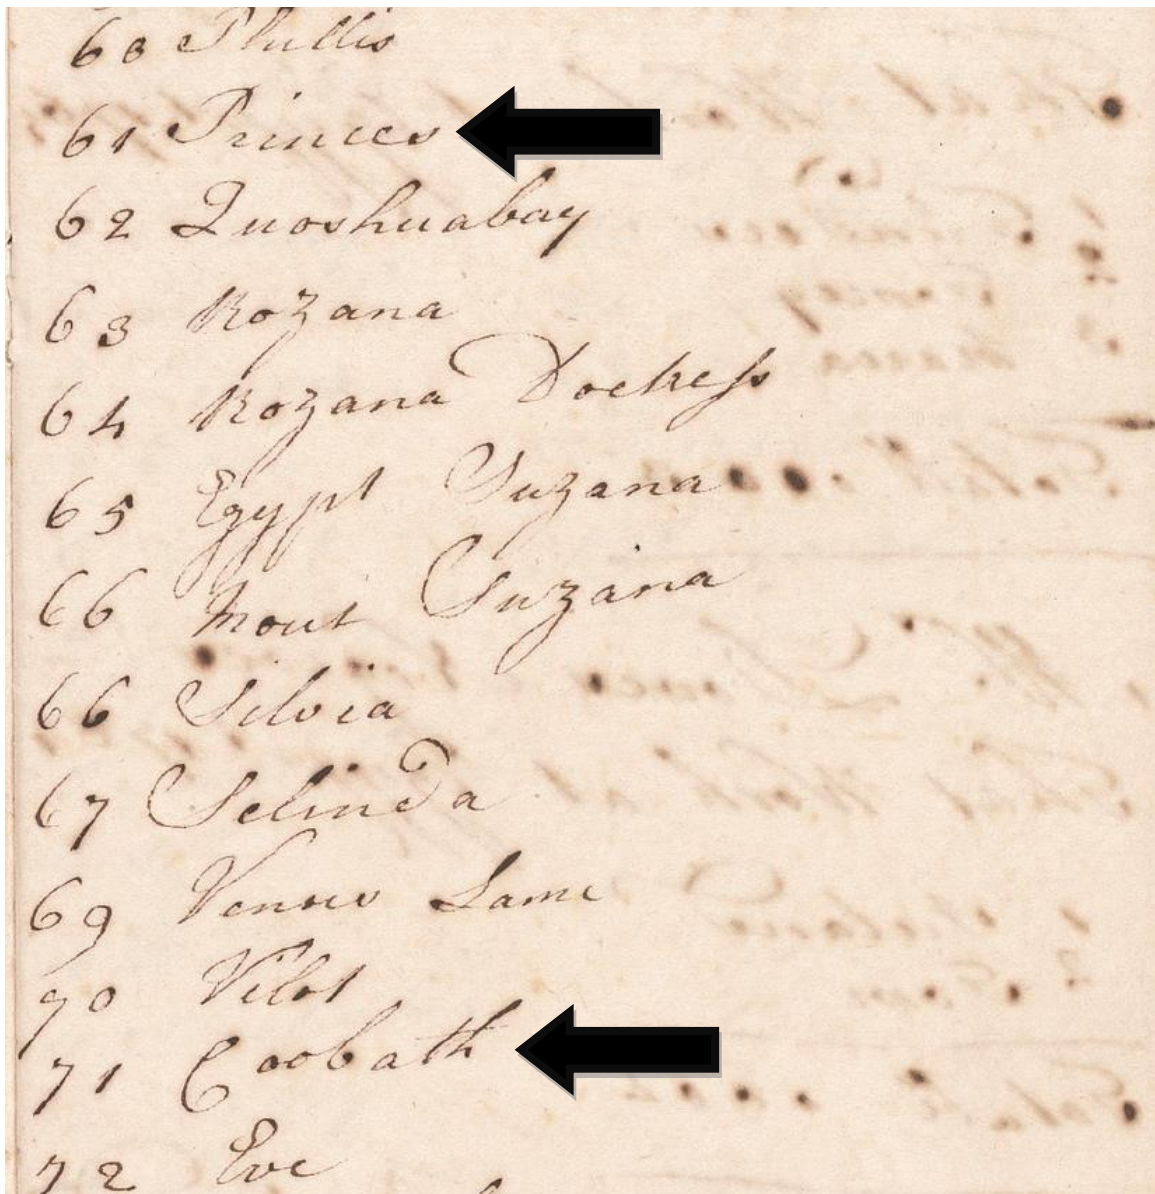 60 Phillis
61 Princes
62 Quoshuabay
63 Rozana
64 Rozana Dockess
65 Egypt Suzana
66 Mout Suzana
66 Silvia
67 Selinda
69 Venus Lame
70 Vilot
71 Coobath
72 Eve